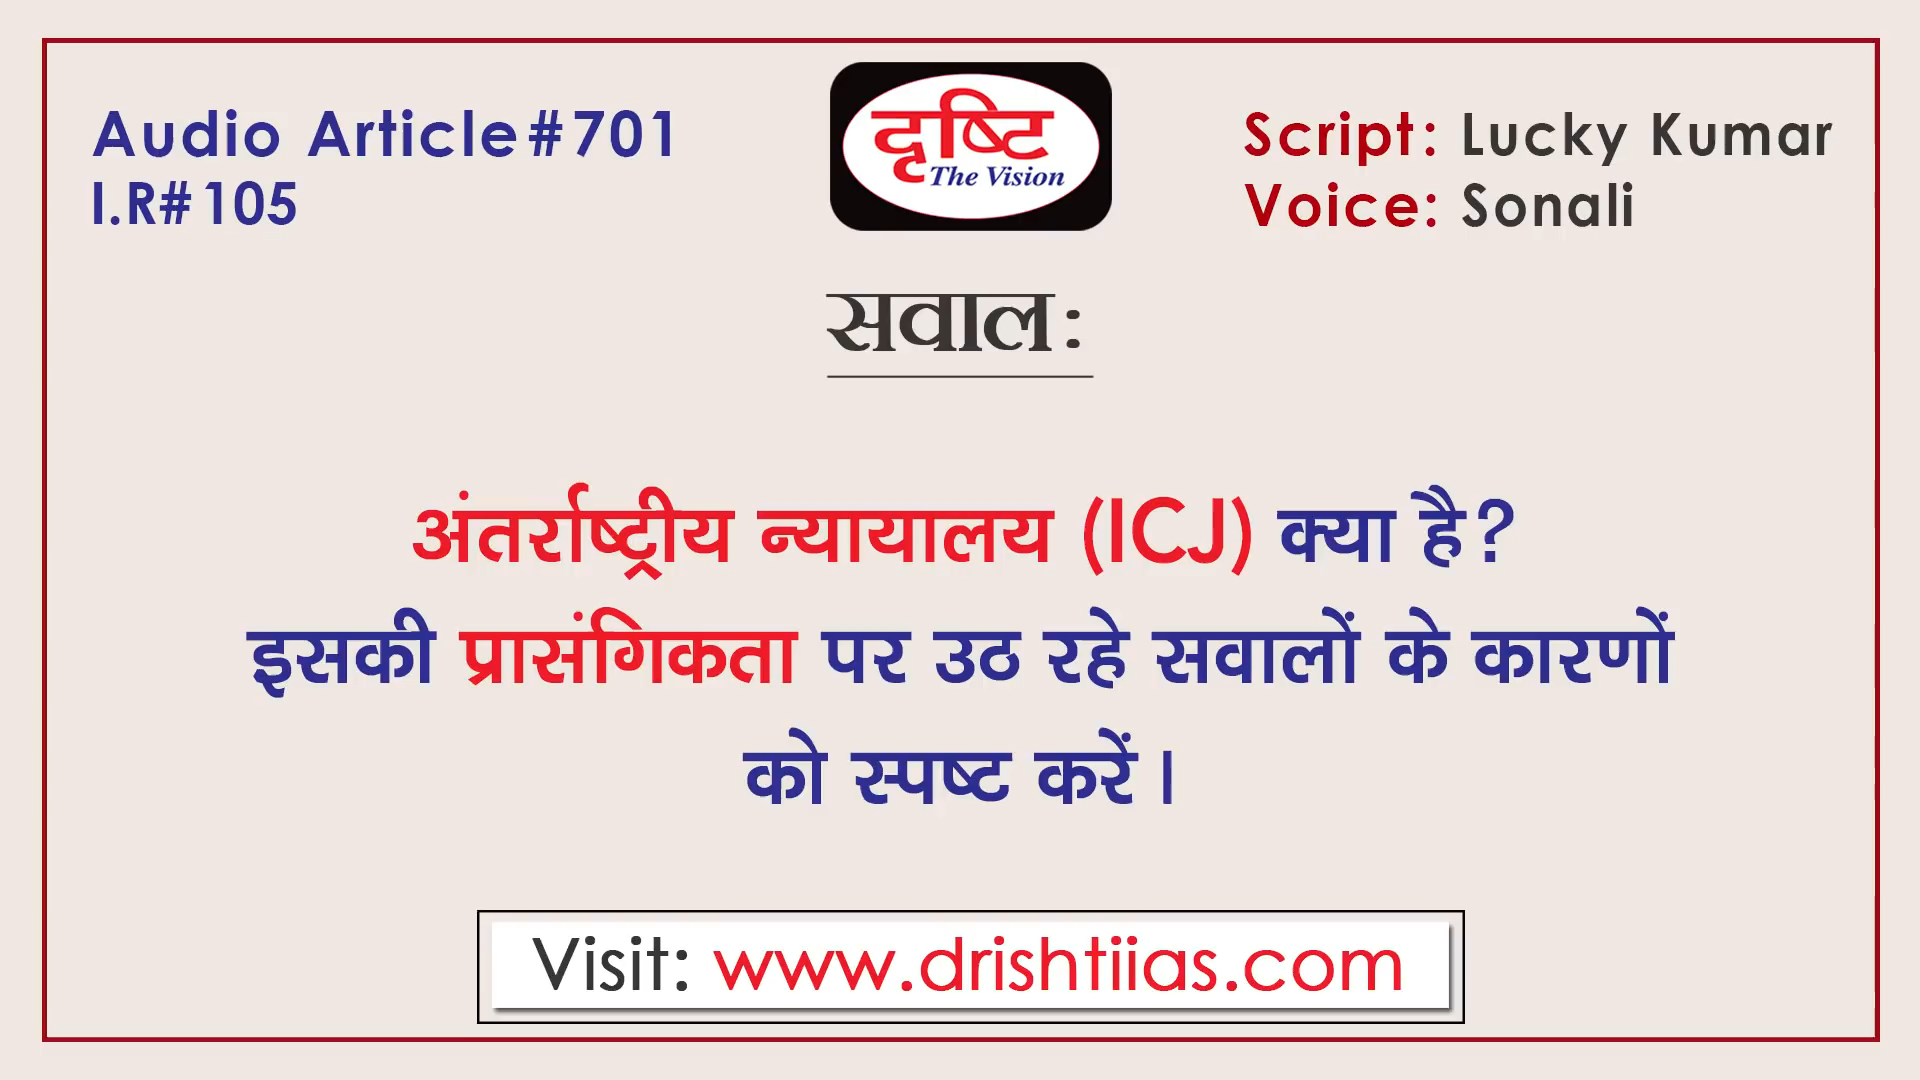 Audio Article#701
I.R#105
दृष्टि
The Vision
Script: Lucky Kumar
Voice: Sonali
सवाल:
अंतर्राष्ट्रीय न्यायालय (ICJ) क्या है?
इसकी प्रासंगिकता पर उठ रहे सवालों के कारणों
को स्पष्ट करें।
Visit: www.drishtiias.com